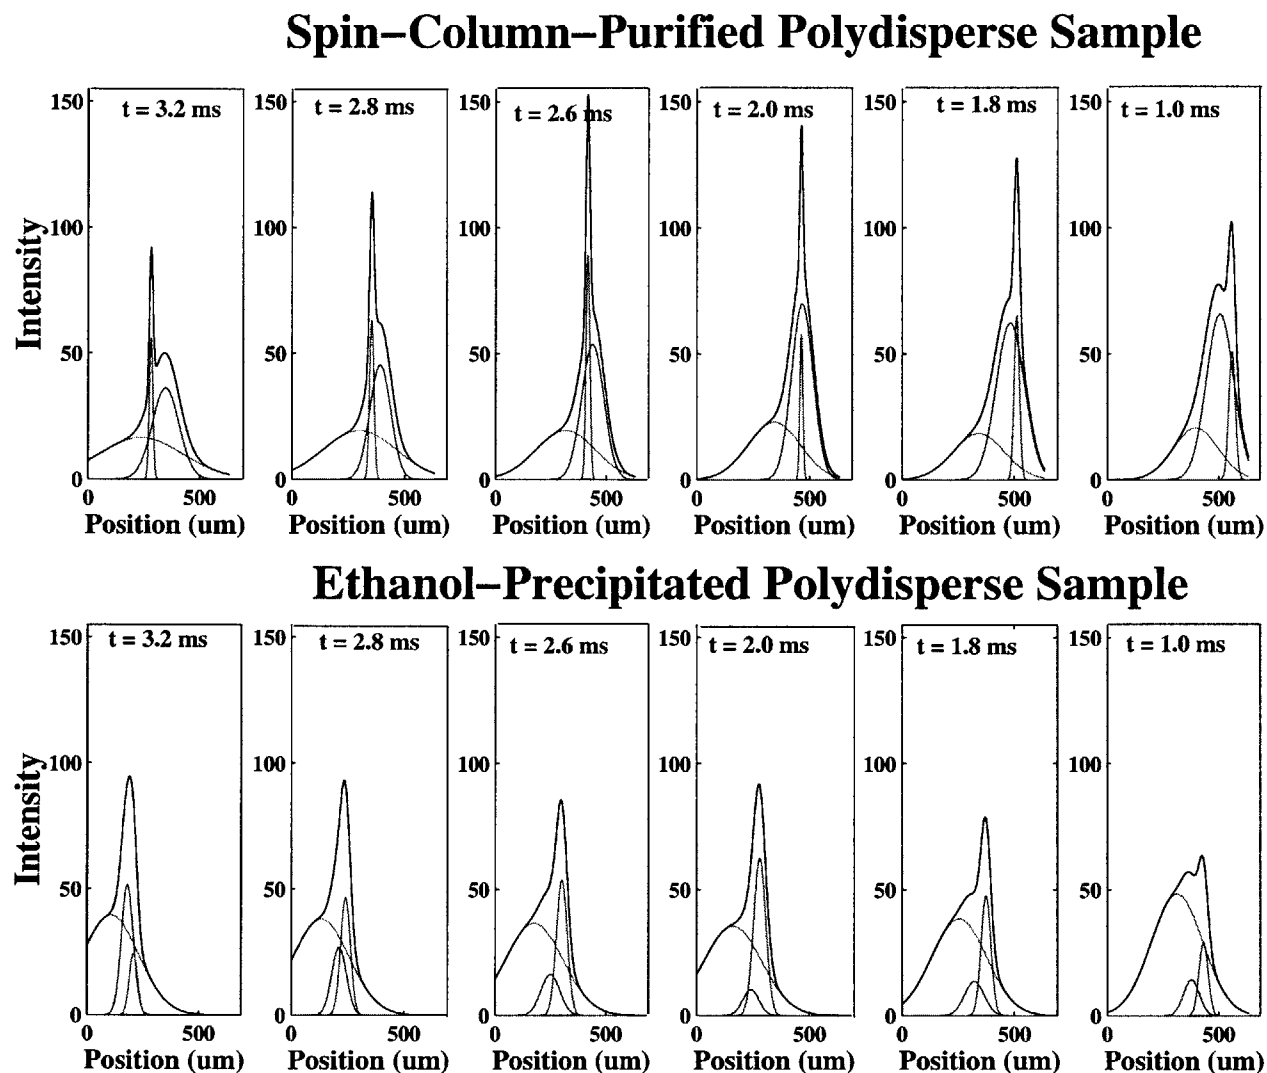 Spin–Column–Purified Polydisperse Sample
t = 3.2 ms t = 2.8 ms t = 2.6 ms t = 2.0 ms t = 1.8 ms t = 1.0 ms
150 150 150 150 150 150
100 100 100 100 100 100
Intensity
50 50 50 50 50 50
0 0 0 0 0 0
0 500 0 500 0 500 0 500 0 500 0 500
Position (um) Position (um) Position (um) Position (um) Position (um) Position (um)
Ethanol–Precipitated Polydisperse Sample
t = 3.2 ms t = 2.8 ms t = 2.6 ms t = 2.0 ms t = 1.8 ms t = 1.0 ms
150 150 150 150 150 150
100 100 100 100 100 100
Intensity
50 50 50 50 50 50
0 0 0 0 0 0
0 500 0 500 0 500 0 500 0 500 0 500
Position (um) Position (um) Position (um) Position (um) Position (um) Position (um)